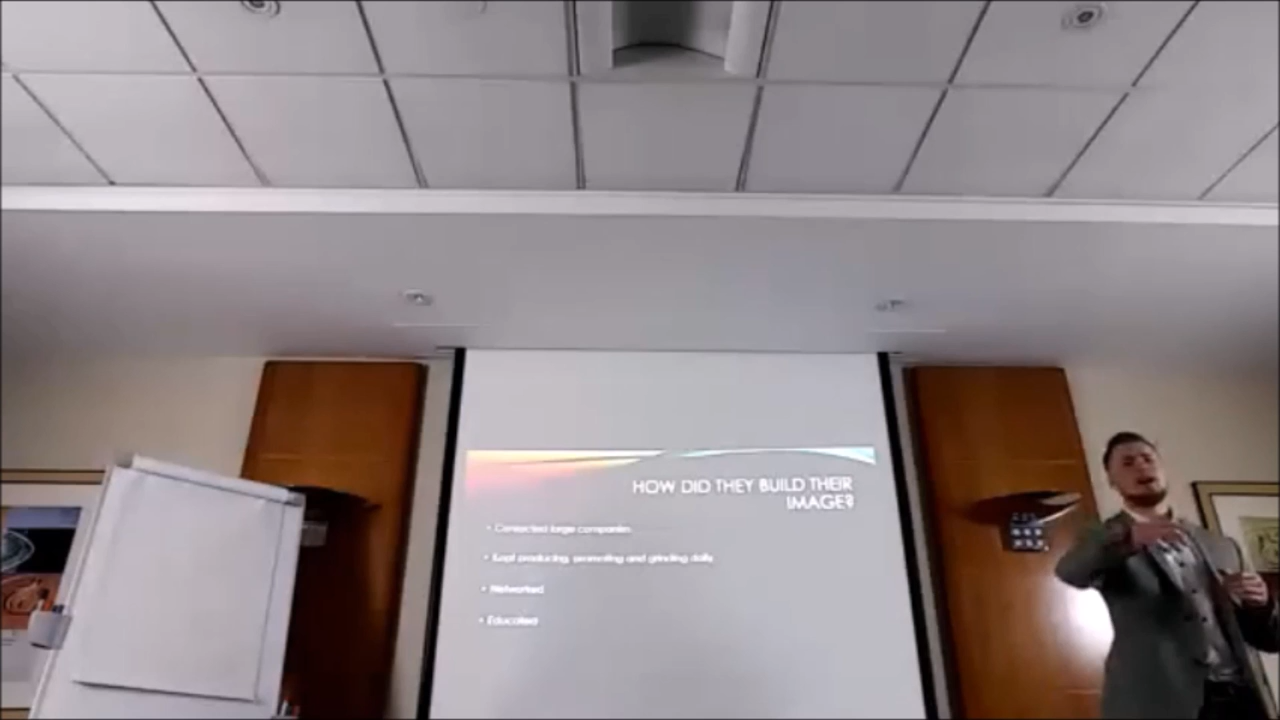 HOW DID THEY BUILD THEIR
IMAGE?
• Contacted large companies
• Kept producing, promoting and grinding daily
• Networked
• Educated